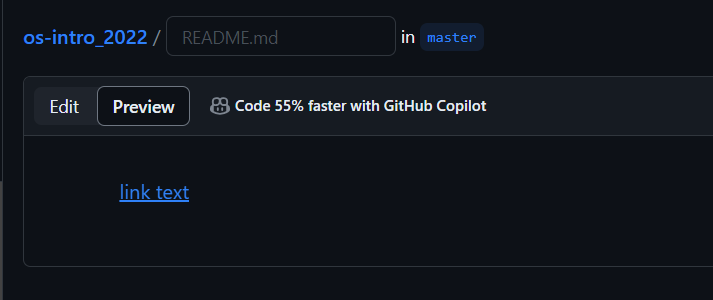 os-intro_2022 / README.md in master
Edit Preview Code 55% faster with GitHub Copilot
link text